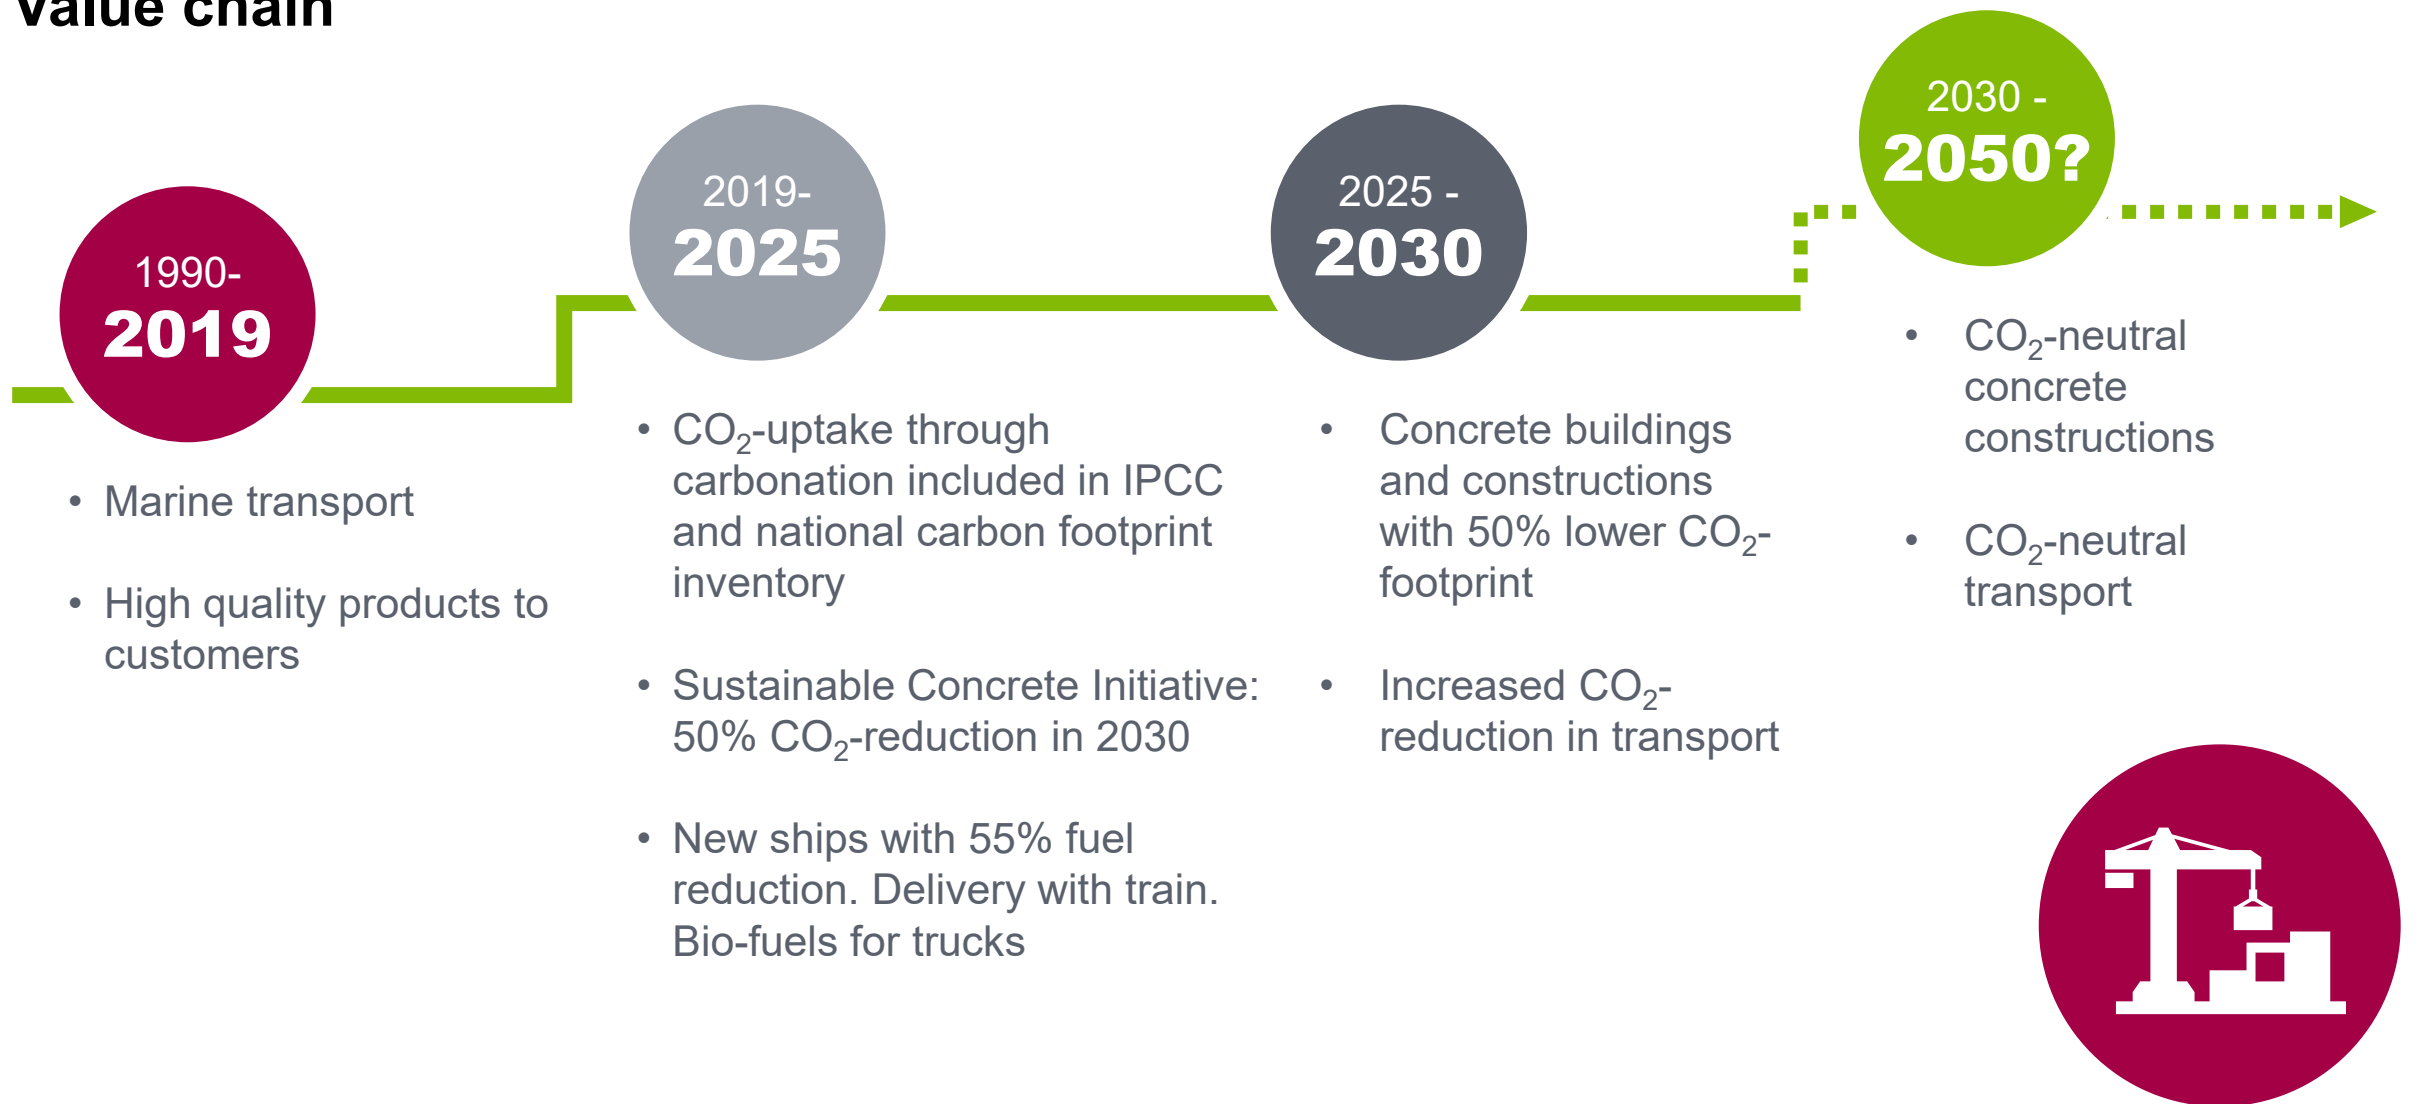 Value chain
1990-
2019
• Marine transport
• High quality products to
customers
2019-
2025
• CO₂-uptake through
carbonation included in IPCC
and national carbon footprint
inventory
• Sustainable Concrete Initiative:
50% CO₂-reduction in 2030
• New ships with 55% fuel
reduction. Delivery with train.
Bio-fuels for trucks
2025 -
2030
• Concrete buildings
and constructions
with 50% lower CO₂-
footprint
• Increased CO₂-
reduction in transport
2030 -
2050?
• CO₂-neutral
concrete
constructions
• CO₂-neutral
transport